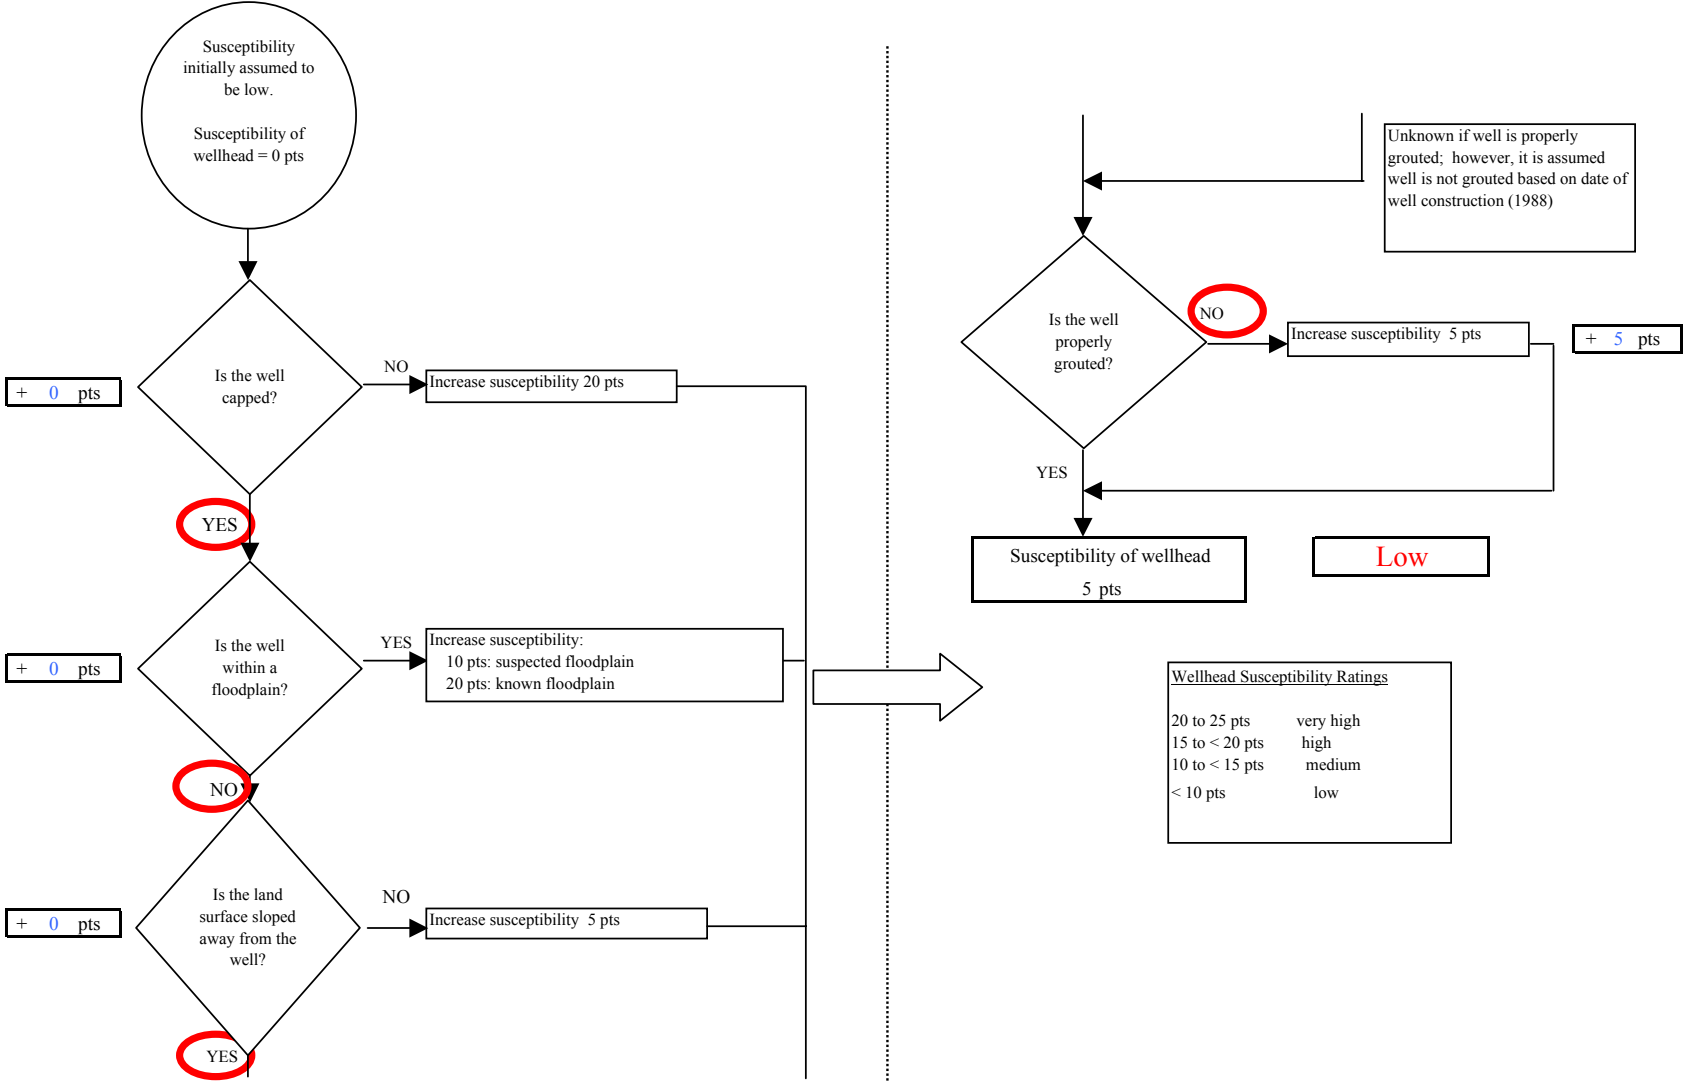 Susceptibility
initially assumed to
be low.
Susceptibility of
wellhead = 0 pts
Is the well
capped?
NO
Increase susceptibility 20 pts
+ 0 pts
YES
Is the well
within a
floodplain?
YES
Increase susceptibility:
10 pts: suspected floodplain
20 pts: known floodplain
+ 0 pts
NO
Is the land
surface sloped
away from the
well?
NO
Increase susceptibility 5 pts
+ 0 pts
YES
Unknown if well is properly
grouted; however, it is assumed
well is not grouted based on date of
well construction (1988)
Is the well
properly
grouted?
NO
Increase susceptibility 5 pts
+ 5 pts
YES
Susceptibility of wellhead
5 pts
Low
Wellhead Susceptibility Ratings
20 to 25 pts very high
15 to < 20 pts high
10 to < 15 pts medium
< 10 pts low